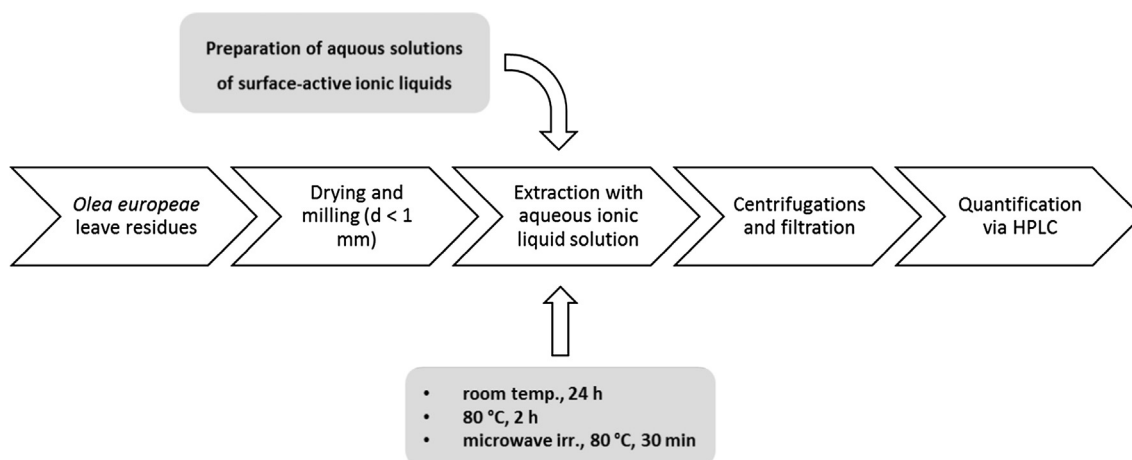 Preparation of aquous solutions
of surface-active ionic liquids
Olea europeae
leave residues
Drying and
milling (d < 1
mm)
Extraction with
aqueous ionic
liquid solution
Centrifugations
and filtration
Quantification
via HPLC
• room temp., 24 h
• 80 °C, 2 h
• microwave irr., 80 °C, 30 min